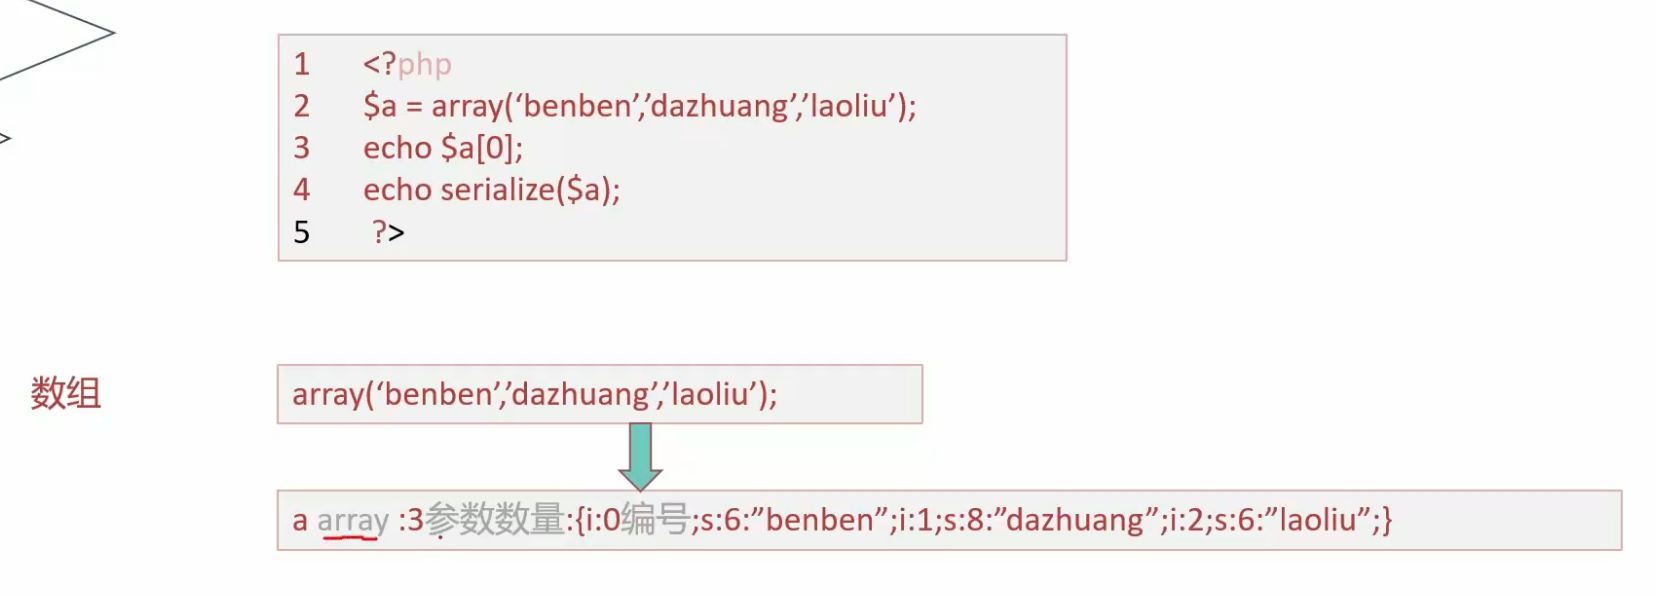 1 <?php
2 $a = array(‘benben’,’dazhuang’,’laoliu’);
3 echo $a[0];
4 echo serialize($a);
5 ?>
数组
array(‘benben’,’dazhuang’,’laoliu’);
a array :3参数数量:{i:0编号;s:6:”benben”;i:1;s:8:”dazhuang”;i:2;s:6:”laoliu”;}